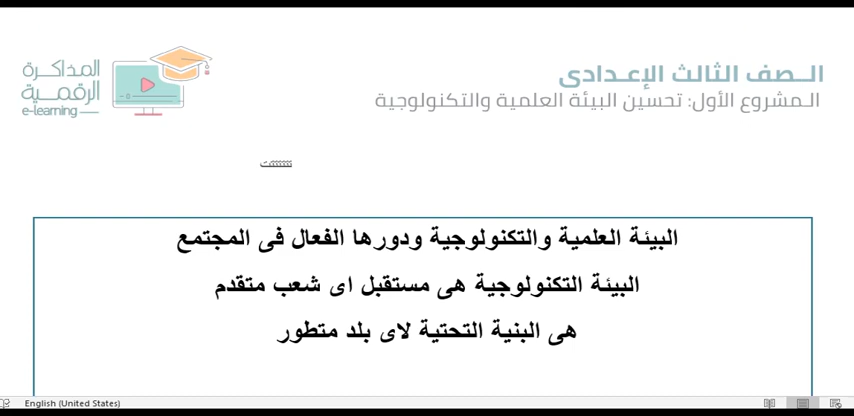 المذاكرة
الرقمية
e-learning
الـصف الثالث الإعـدادى
الـمشروع الأول: تحسين البيئة العلمية والتكنولوجية
البيئة العلمية والتكنولوجية ودورها الفعال فى المجتمع
البيئة التكنولوجية هى مستقبل اى شعب متقدم
هى البنية التحتية لاى بلد متطور
English (United States)